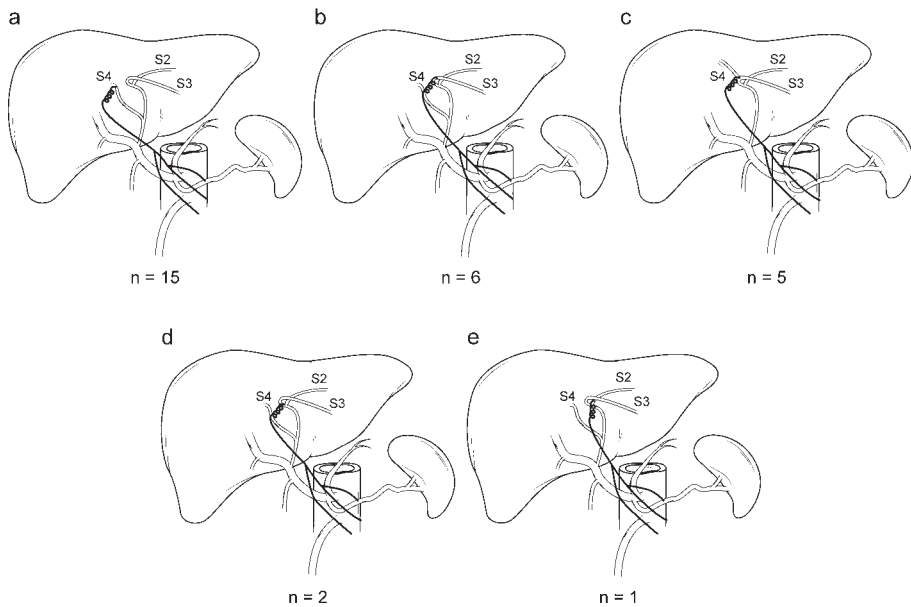 a
b
c
S2
S4
S3
S2
S4
S3
S2
S4
S3
n = 15
n = 6
n = 5
d
e
S2
S4
S3
S2
S4
S3
n = 2
n = 1